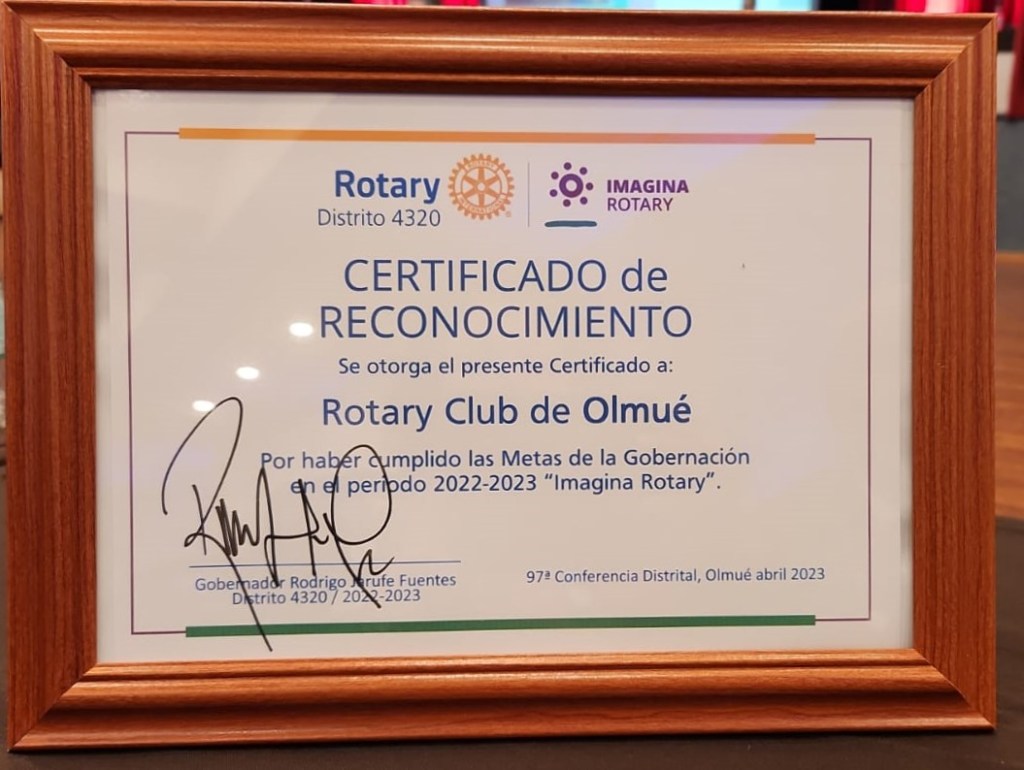 Rotary
Distrito 4320
IMAGINA
ROTARY
CERTIFICADO de
RECONOCIMIENTO
Se otorga el presente Certificado a:
Rotary Club de Olmué
Por haber cumplido las Metas de la Gobernación
en el periodo 2022-2023 “Imagina Rotary”.
Gobernador Rodrigo Jarufe Fuentes
Distrito 4320 / 2022-2023
97ª Conferencia Distrital, Olmué abril 2023